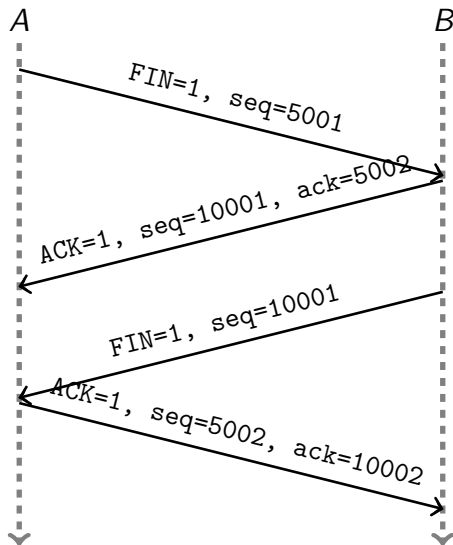 A
B
FIN=1, seq=5001
ACK=1, seq=10001, ack=5002
FIN=1, seq=10001
ACK=1, seq=5002, ack=10002